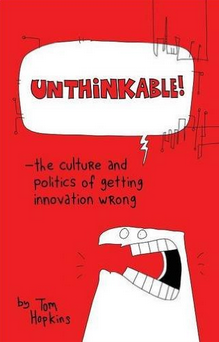 UNTHiNKABLE!
—the culture and
politics of getting
innovation wrong
by Tom
Hopkins